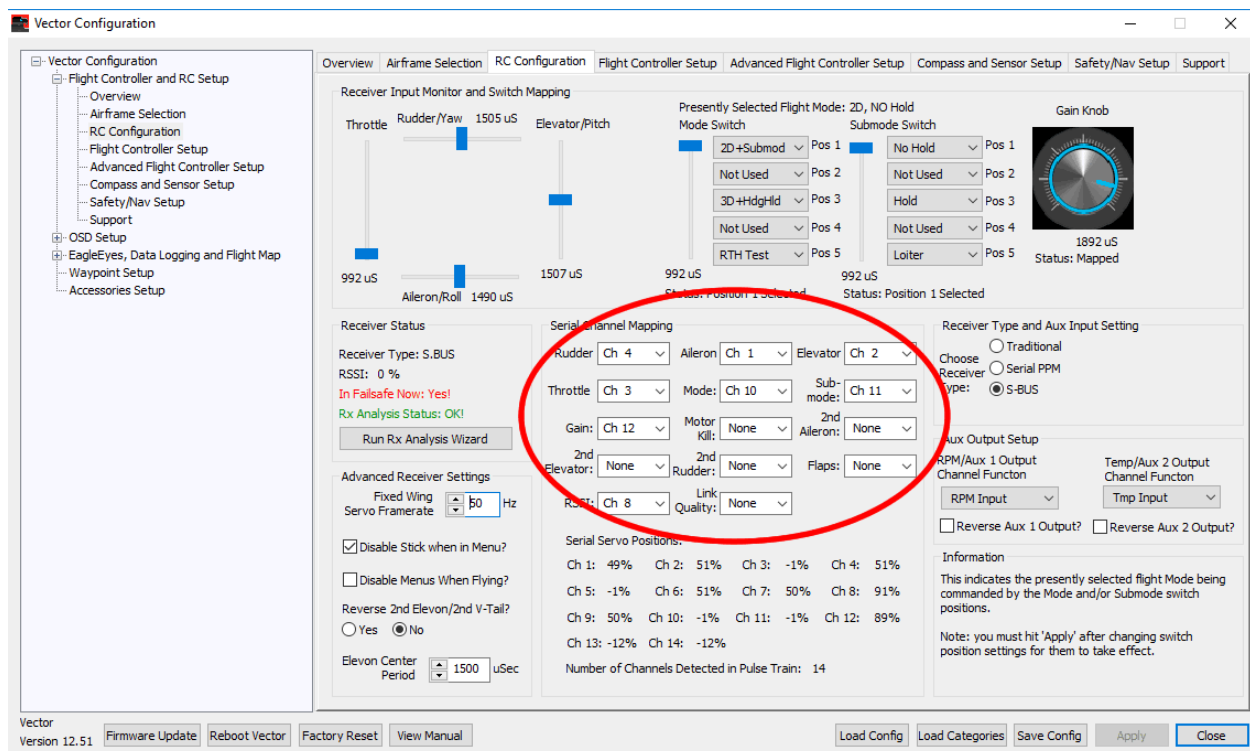 Vector Configuration
Vector Configuration
Flight Controller and RC Setup
Overview
Airframe Selection
RC Configuration
Flight Controller Setup
Advanced Flight Controller Setup
Compass and Sensor Setup
Safety/Nav Setup
Support
OSD Setup
EagleEyes, Data Logging and Flight Map
Waypoint Setup
Accessories Setup
Overview Airframe Selection RC Configuration Flight Controller Setup Advanced Flight Controller Setup Compass and Sensor Setup Safety/Nav Setup Support
Receiver Input Monitor and Switch Mapping
Throttle Rudder/Yaw 1505 uS Elevator/Pitch
992 uS
Aileron/Roll 1490 uS
1507 uS
Presently Selected Flight Mode: 2D, NO Hold
Mode Switch Submode Switch
2D+Submod Pos 1 No Hold Pos 1
Not Used Pos 2 Not Used Pos 2
3D+HdgHld Pos 3 Hold Pos 3
Not Used Pos 4 Not Used Pos 4
RTH Test Pos 5 Loiter Pos 5
992 uS 992 uS
Status: Position 1 Selected Status: Position 1 Selected
Gain Knob
1892 uS
Status: Mapped
Receiver Status
Receiver Type: S.BUS
RSSI: 0 %
In Failsafe Now: Yes!
Rx Analysis Status: OK!
Run Rx Analysis Wizard
Advanced Receiver Settings
Fixed Wing
Servo Framerate 50 Hz
Disable Stick when in Menu?
Disable Menus When Flying?
Reverse 2nd Elevon/2nd V-Tail?
Yes No
Elevon Center
Period 1500 uSec
Serial Channel Mapping
Rudder Ch 4 Aileron Ch 1 Elevator Ch 2
Throttle Ch 3 Mode: Ch 10 Sub-mode: Ch 11
Gain: Ch 12 Motor Kill: None 2nd Aileron: None
2nd Elevator: None 2nd Rudder: None Flaps: None
RSSI: Ch 8 Link Quality: None
Serial Servo Positions:
Ch 1: 49% Ch 2: 51% Ch 3: -1% Ch 4: 51%
Ch 5: -1% Ch 6: 51% Ch 7: 50% Ch 8: 91%
Ch 9: 50% Ch 10: -1% Ch 11: -1% Ch 12: 89%
Ch 13: -12% Ch 14: -12%
Number of Channels Detected in Pulse Train: 14
Receiver Type and Aux Input Setting
Choose
Receiver
Type:
Traditional
Serial PPM
S-BUS
Aux Output Setup
RPM/Aux 1 Output
Channel Functon
RPM Input
Reverse Aux 1 Output?
Temp/Aux 2 Output
Channel Functon
Tmp Input
Reverse Aux 2 Output?
Information
This indicates the presently selected flight Mode being
commanded by the Mode and/or Submode switch
positions.
Note: you must hit 'Apply' after changing switch
position settings for them to take effect.
Vector
Version 12.51 Firmware Update Reboot Vector Factory Reset View Manual Load Config Load Categories Save Config Apply Close